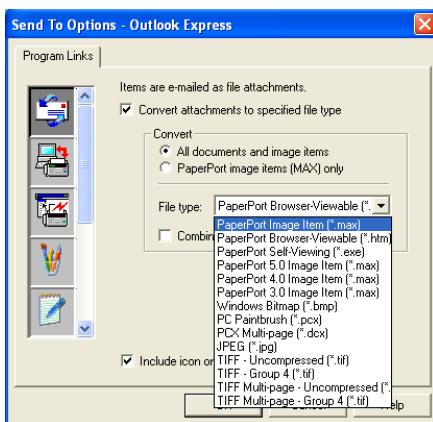 Send To Options - Outlook Express
Program Links
Items are e-mailed as file attachments.
Convert attachments to specified file type
Convert
All documents and image items
PaperPort image items (MAX) only
File type: PaperPort Browser-Viewable (*.
PaperPort Image Item (*.max)
PaperPort Browser-Viewable (*.htm)
PaperPort Self-Viewing (*.exe)
PaperPort 5.0 Image Item (*.max)
PaperPort 4.0 Image Item (*.max)
PaperPort 3.0 Image Item (*.max)
Windows Bitmap (*.bmp)
PC Paintbrush (*.pcx)
PCX Multi-page (*.dcx)
JPEG (*.jpg)
TIFF - Uncompressed (*.tif)
TIFF - Group 4 (*.tif)
TIFF Multi-page - Uncompressed (*.
TIFF Multi-page - Group 4 (*.tif)
Combin
Include icon or